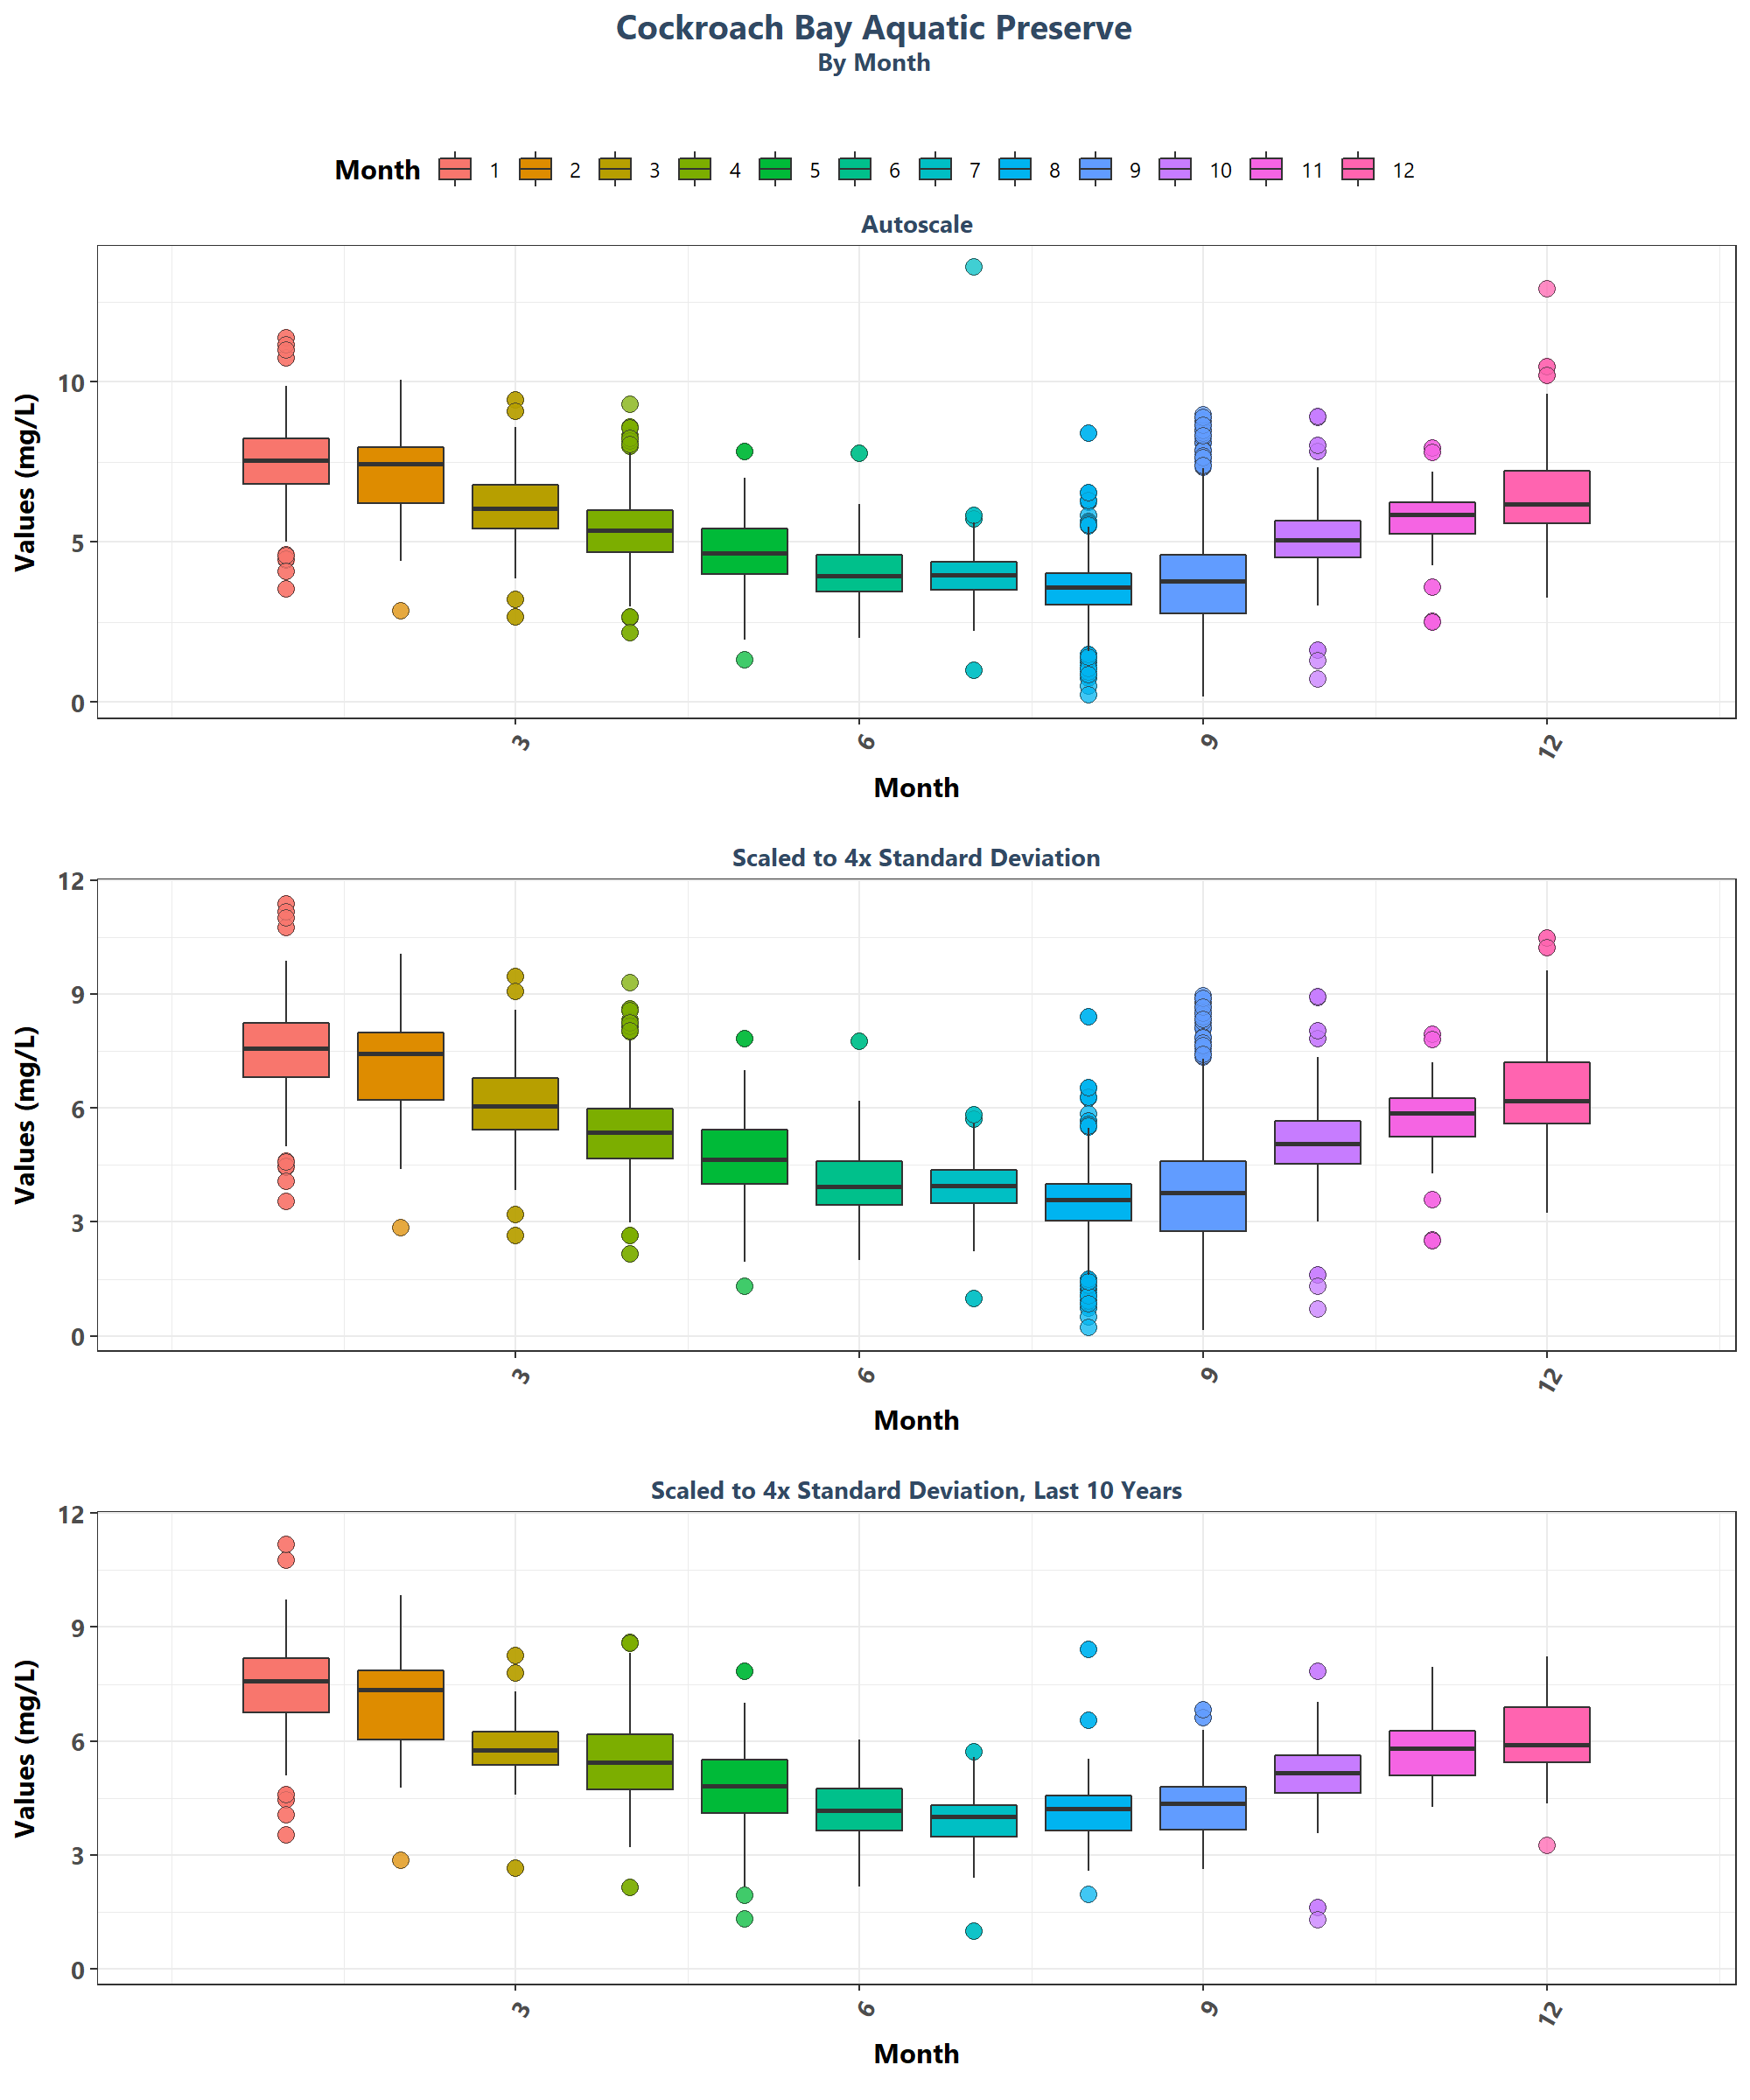 Cockroach Bay Aquatic Preserve
By Month
Month 1 2 3 4 5 6 7 8 9 10 11 12
Autoscale
Values (mg/L)
10
5
0
3 6 9 12
Month
Scaled to 4x Standard Deviation
Values (mg/L)
12
9
6
3
0
3 6 9 12
Month
Scaled to 4x Standard Deviation, Last 10 Years
Values (mg/L)
12
9
6
3
0
3 6 9 12
Month